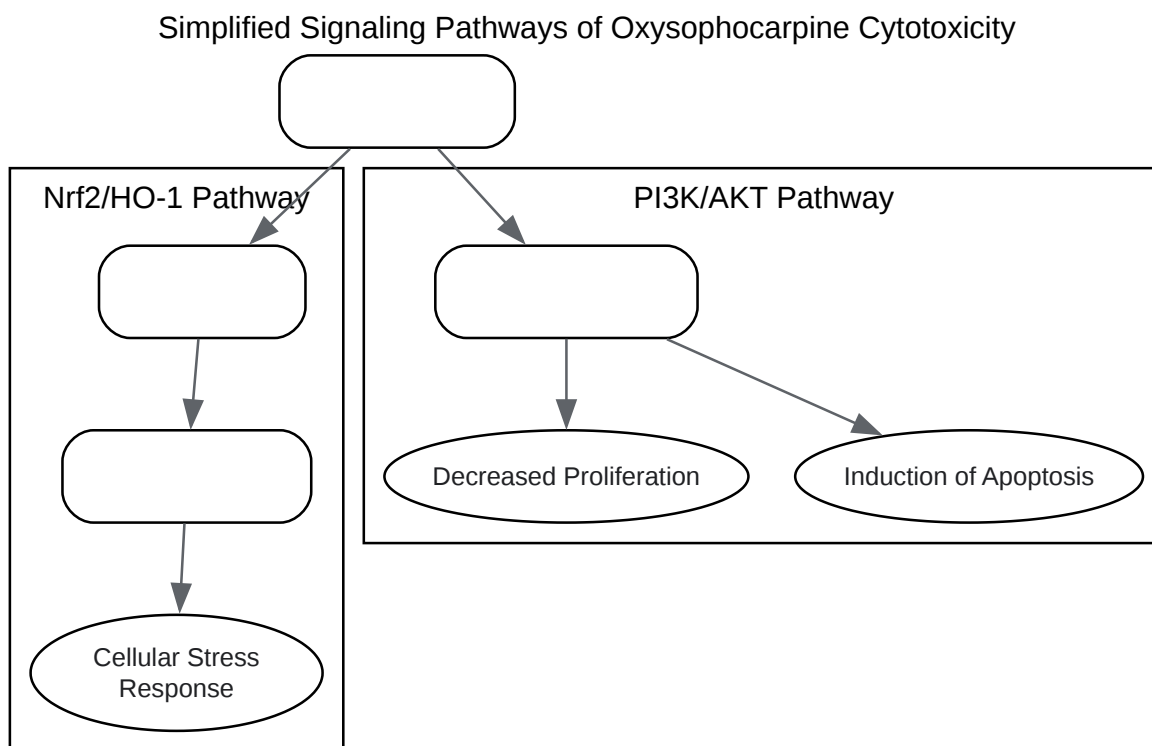 Simplified Signaling Pathways of Oxysophocarpine Cytotoxicity
Nrf2/HO-1 Pathway
PI3K/AKT Pathway
Decreased Proliferation
Induction of Apoptosis
Cellular Stress
Response